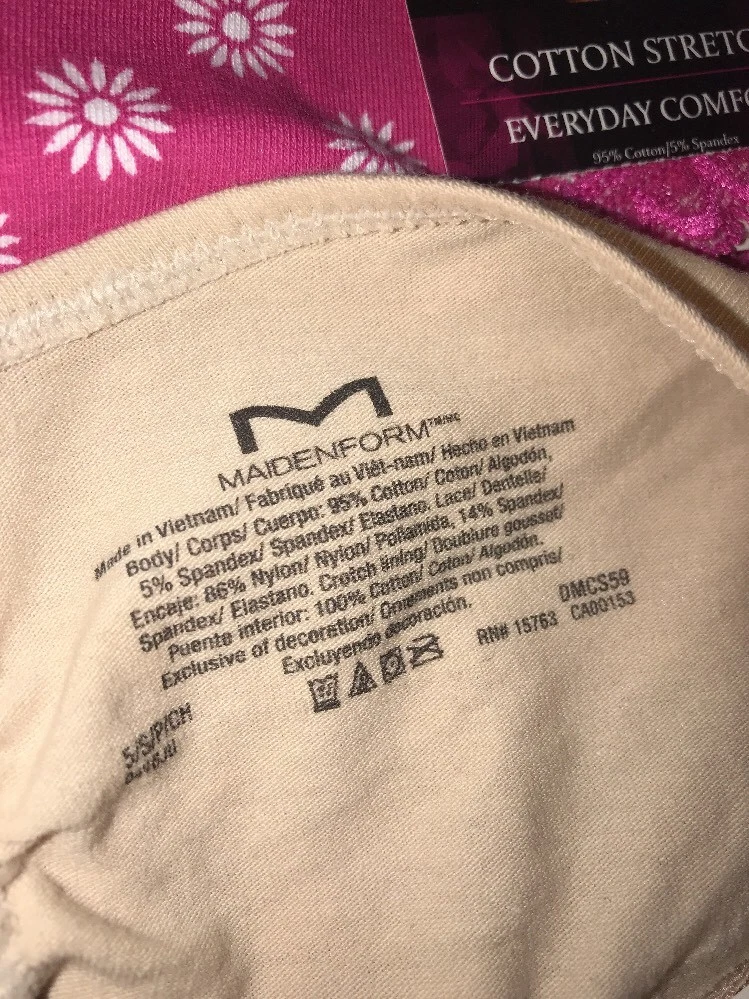 COTTON STRETC
EVERYDAY COMFO
95% Cotton/5% Spandex
MAIDENFORM™/MC
Made in Vietnam/ Fabriqué au Viêt-nam/ Hecho en Vietnam
Body/ Corps/ Cuerpo: 95% Cotton/ Coton/ Algodón,
5% Spandex/ Spandex/ Elastano. Lace/ Dentelle/
Encaje: 86% Nylon/ Nylon/ Poliamida, 14% Spandex/
Spandex/ Elastano. Crotch lining/ Doublure gousset/
Puente interior: 100% Cotton/ Coton/ Algodón.
Exclusive of decoration/ Ornements non compris/
Excluyendo decoración.
DMCS59
RN# 15763 CA00153
5/S/P/CH